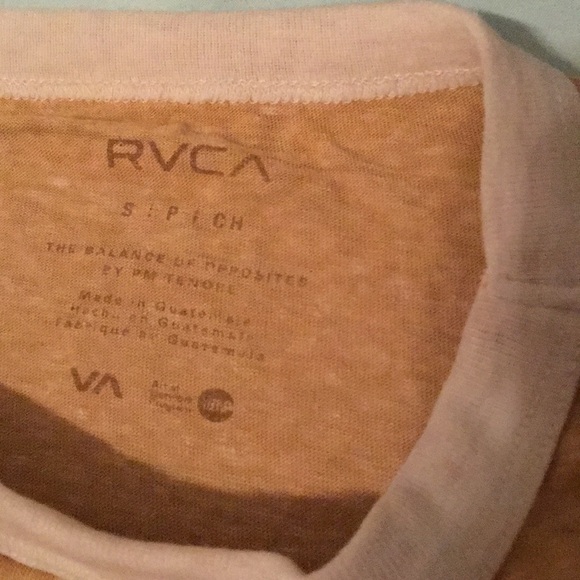 RVCA
S / P / CH
THE BALANCE OF OPPOSITES
BY PM TENORE
Made in Guatemala
Hecho en Guatemala
Fabriqué au Guatemala
VA